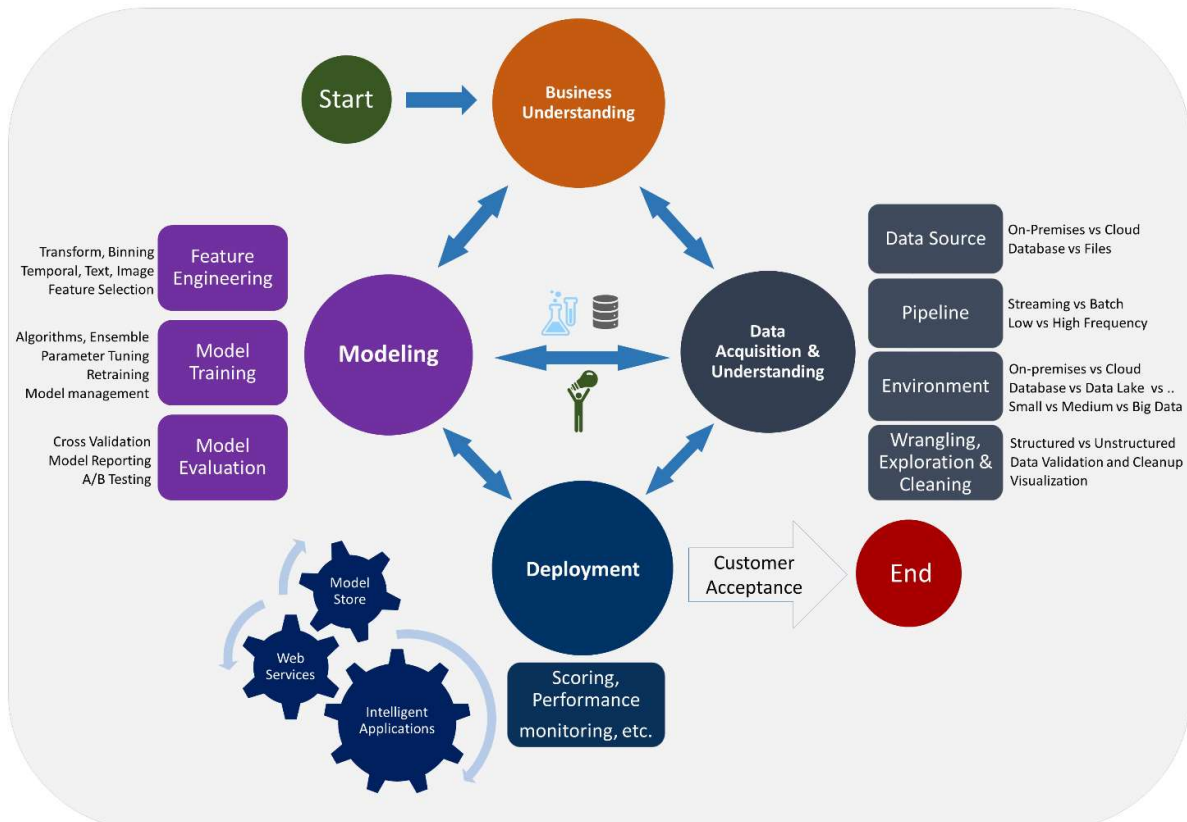 Start
Business
Understanding
Transform, Binning
Temporal, Text, Image
Feature Selection
Feature
Engineering
Algorithms, Ensemble
Parameter Tuning
Retraining
Model management
Model
Training
Cross Validation
Model Reporting
A/B Testing
Model
Evaluation
Modeling
Data
Acquisition &
Understanding
Data Source
On-Premises vs Cloud
Database vs Files
Pipeline
Streaming vs Batch
Low vs High Frequency
Environment
On-premises vs Cloud
Database vs Data Lake vs ..
Small vs Medium vs Big Data
Wrangling,
Exploration &
Cleaning
Structured vs Unstructured
Data Validation and Cleanup
Visualization
Deployment
Customer
Acceptance
End
Scoring,
Performance
monitoring, etc.
Model
Store
Web
Services
Intelligent
Applications